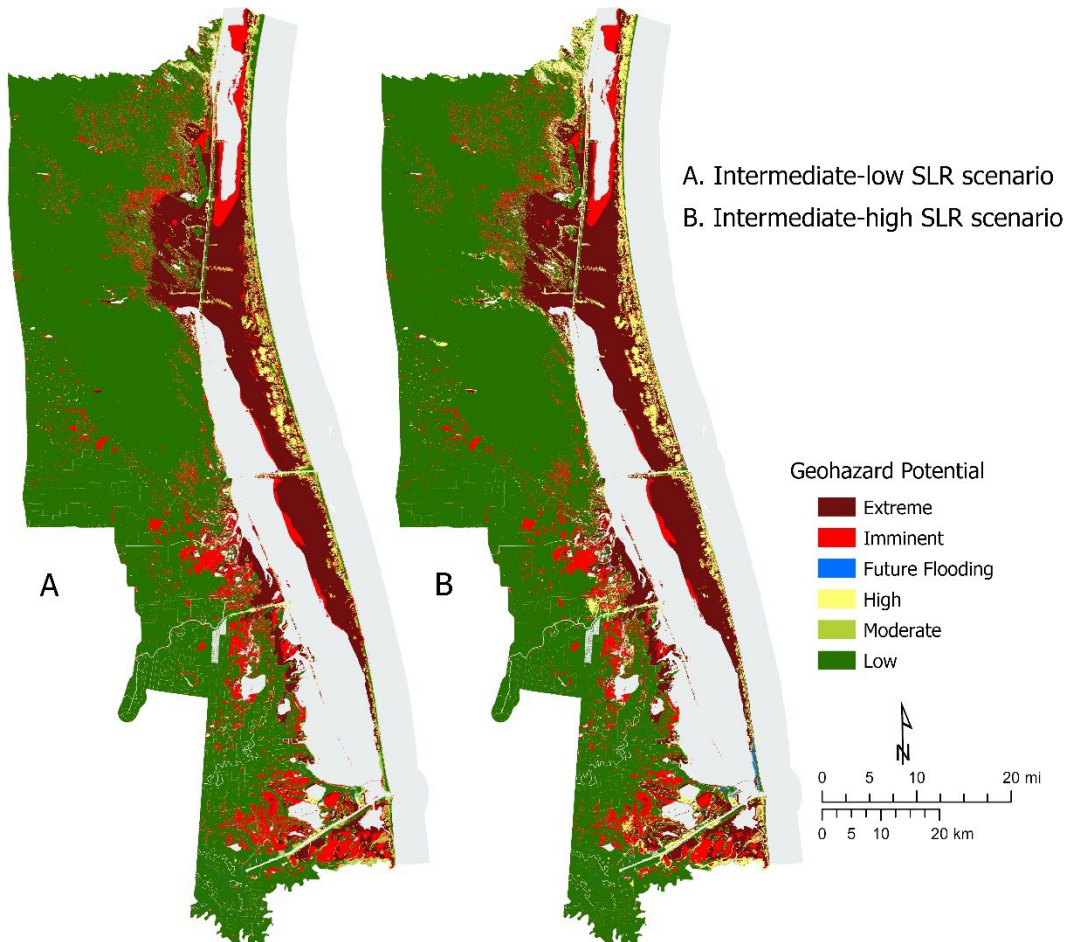 A. Intermediate-low SLR scenario
B. Intermediate-high SLR scenario
Geohazard Potential
Extreme
Imminent
Future Flooding
High
Moderate
Low
A
B
N
0 5 10 20 mi
0 5 10 20 km